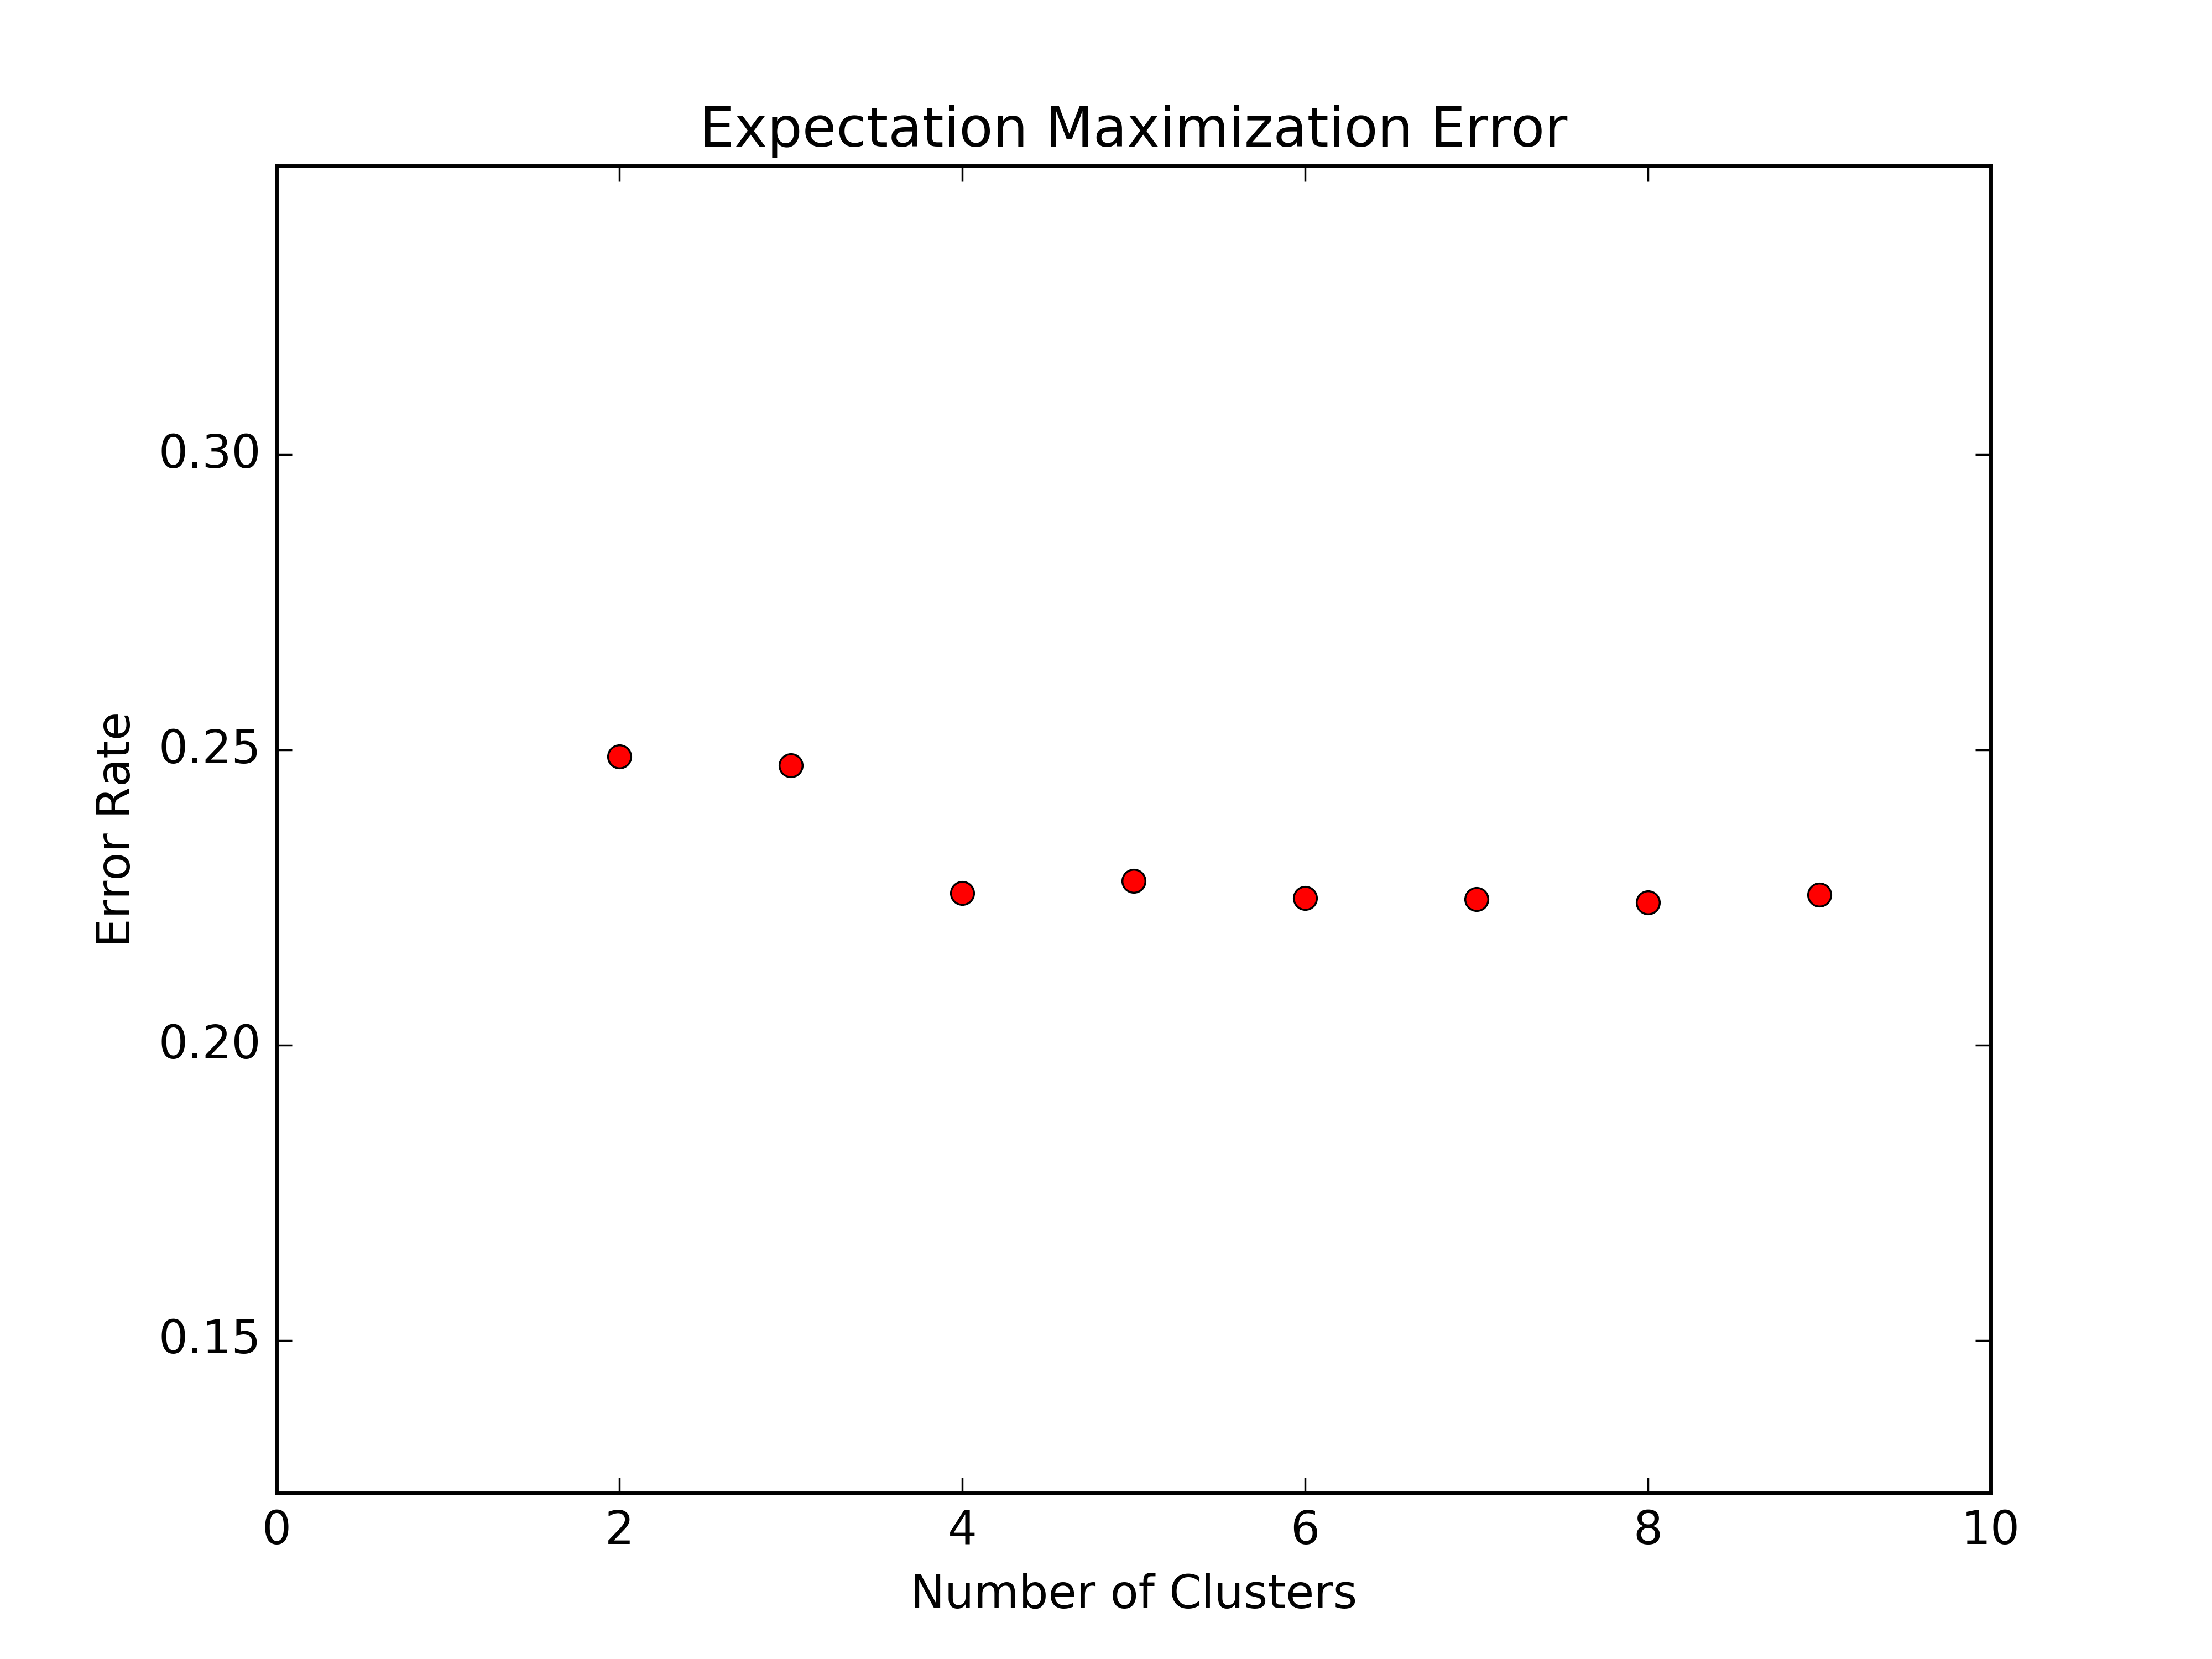 Expectation Maximization Error
0.30
0.25
0.20
0.15
Error Rate
0 2 4 6 8 10
Number of Clusters